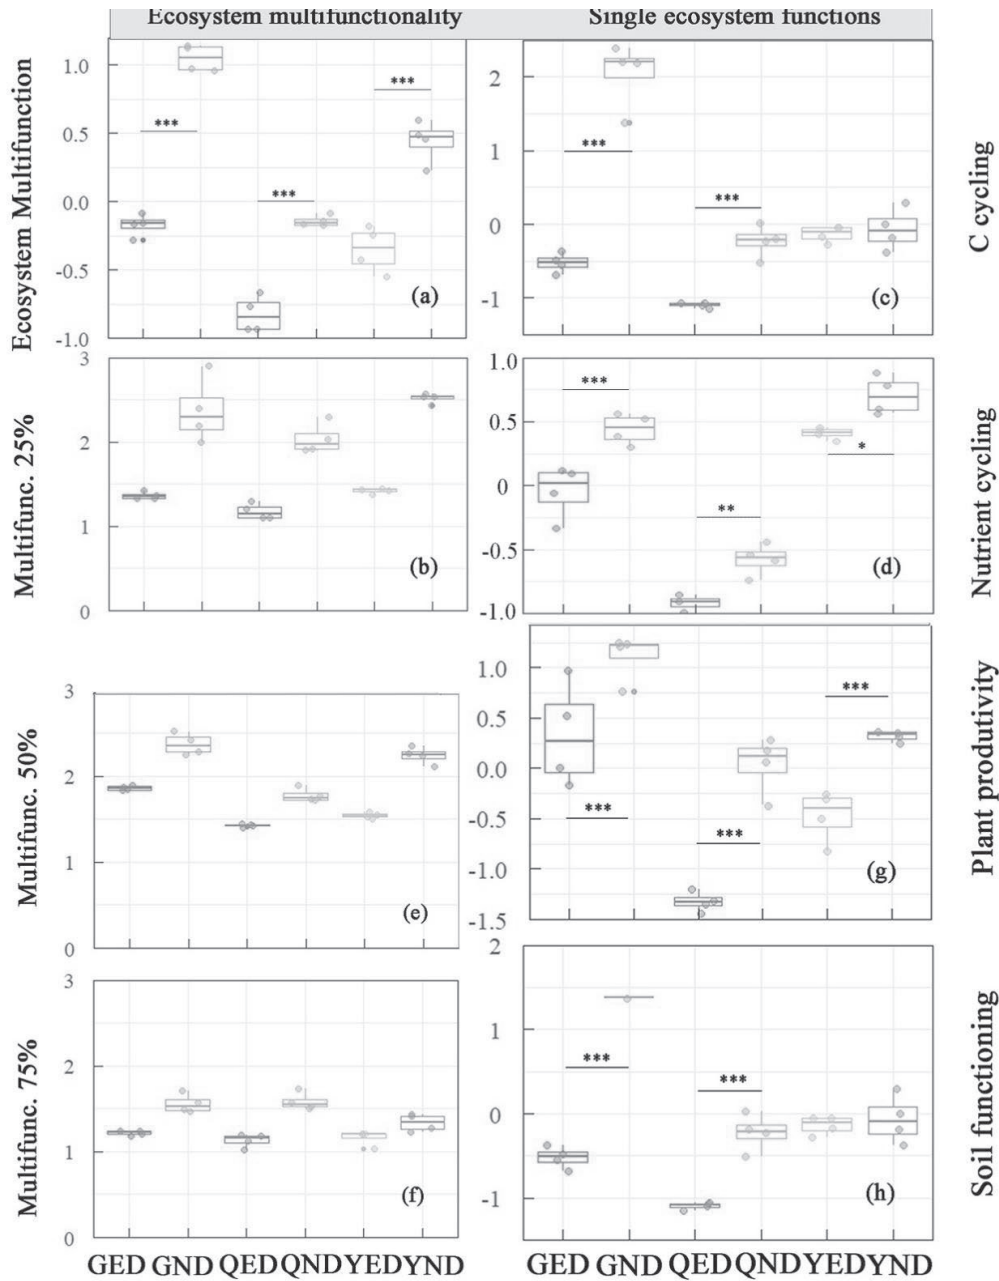 Ecosystem multifunctionality
Single ecosystem functions
Ecosystem Multifunction
1.0
0.5
0.0
-0.5
-1.0
***
***
***
(a)
C cycling
2
1
0
-1
***
***
(c)
Multifunc. 25%
3
2
1
0
(b)
Nutrient cycling
1.0
0.5
0
-0.5
-1.0
***
**
*
(d)
Multifunc. 50%
3
2
1
0
(e)
Plant produtivity
1.0
0.5
0.0
-0.5
-1.0
-1.5
***
***
***
(g)
Multifunc. 75%
3
2
1
0
(f)
Soil functioning
2
1
0
-1
***
***
(h)
GED GND QED QND YED YND
GED GND QED QND YED YND